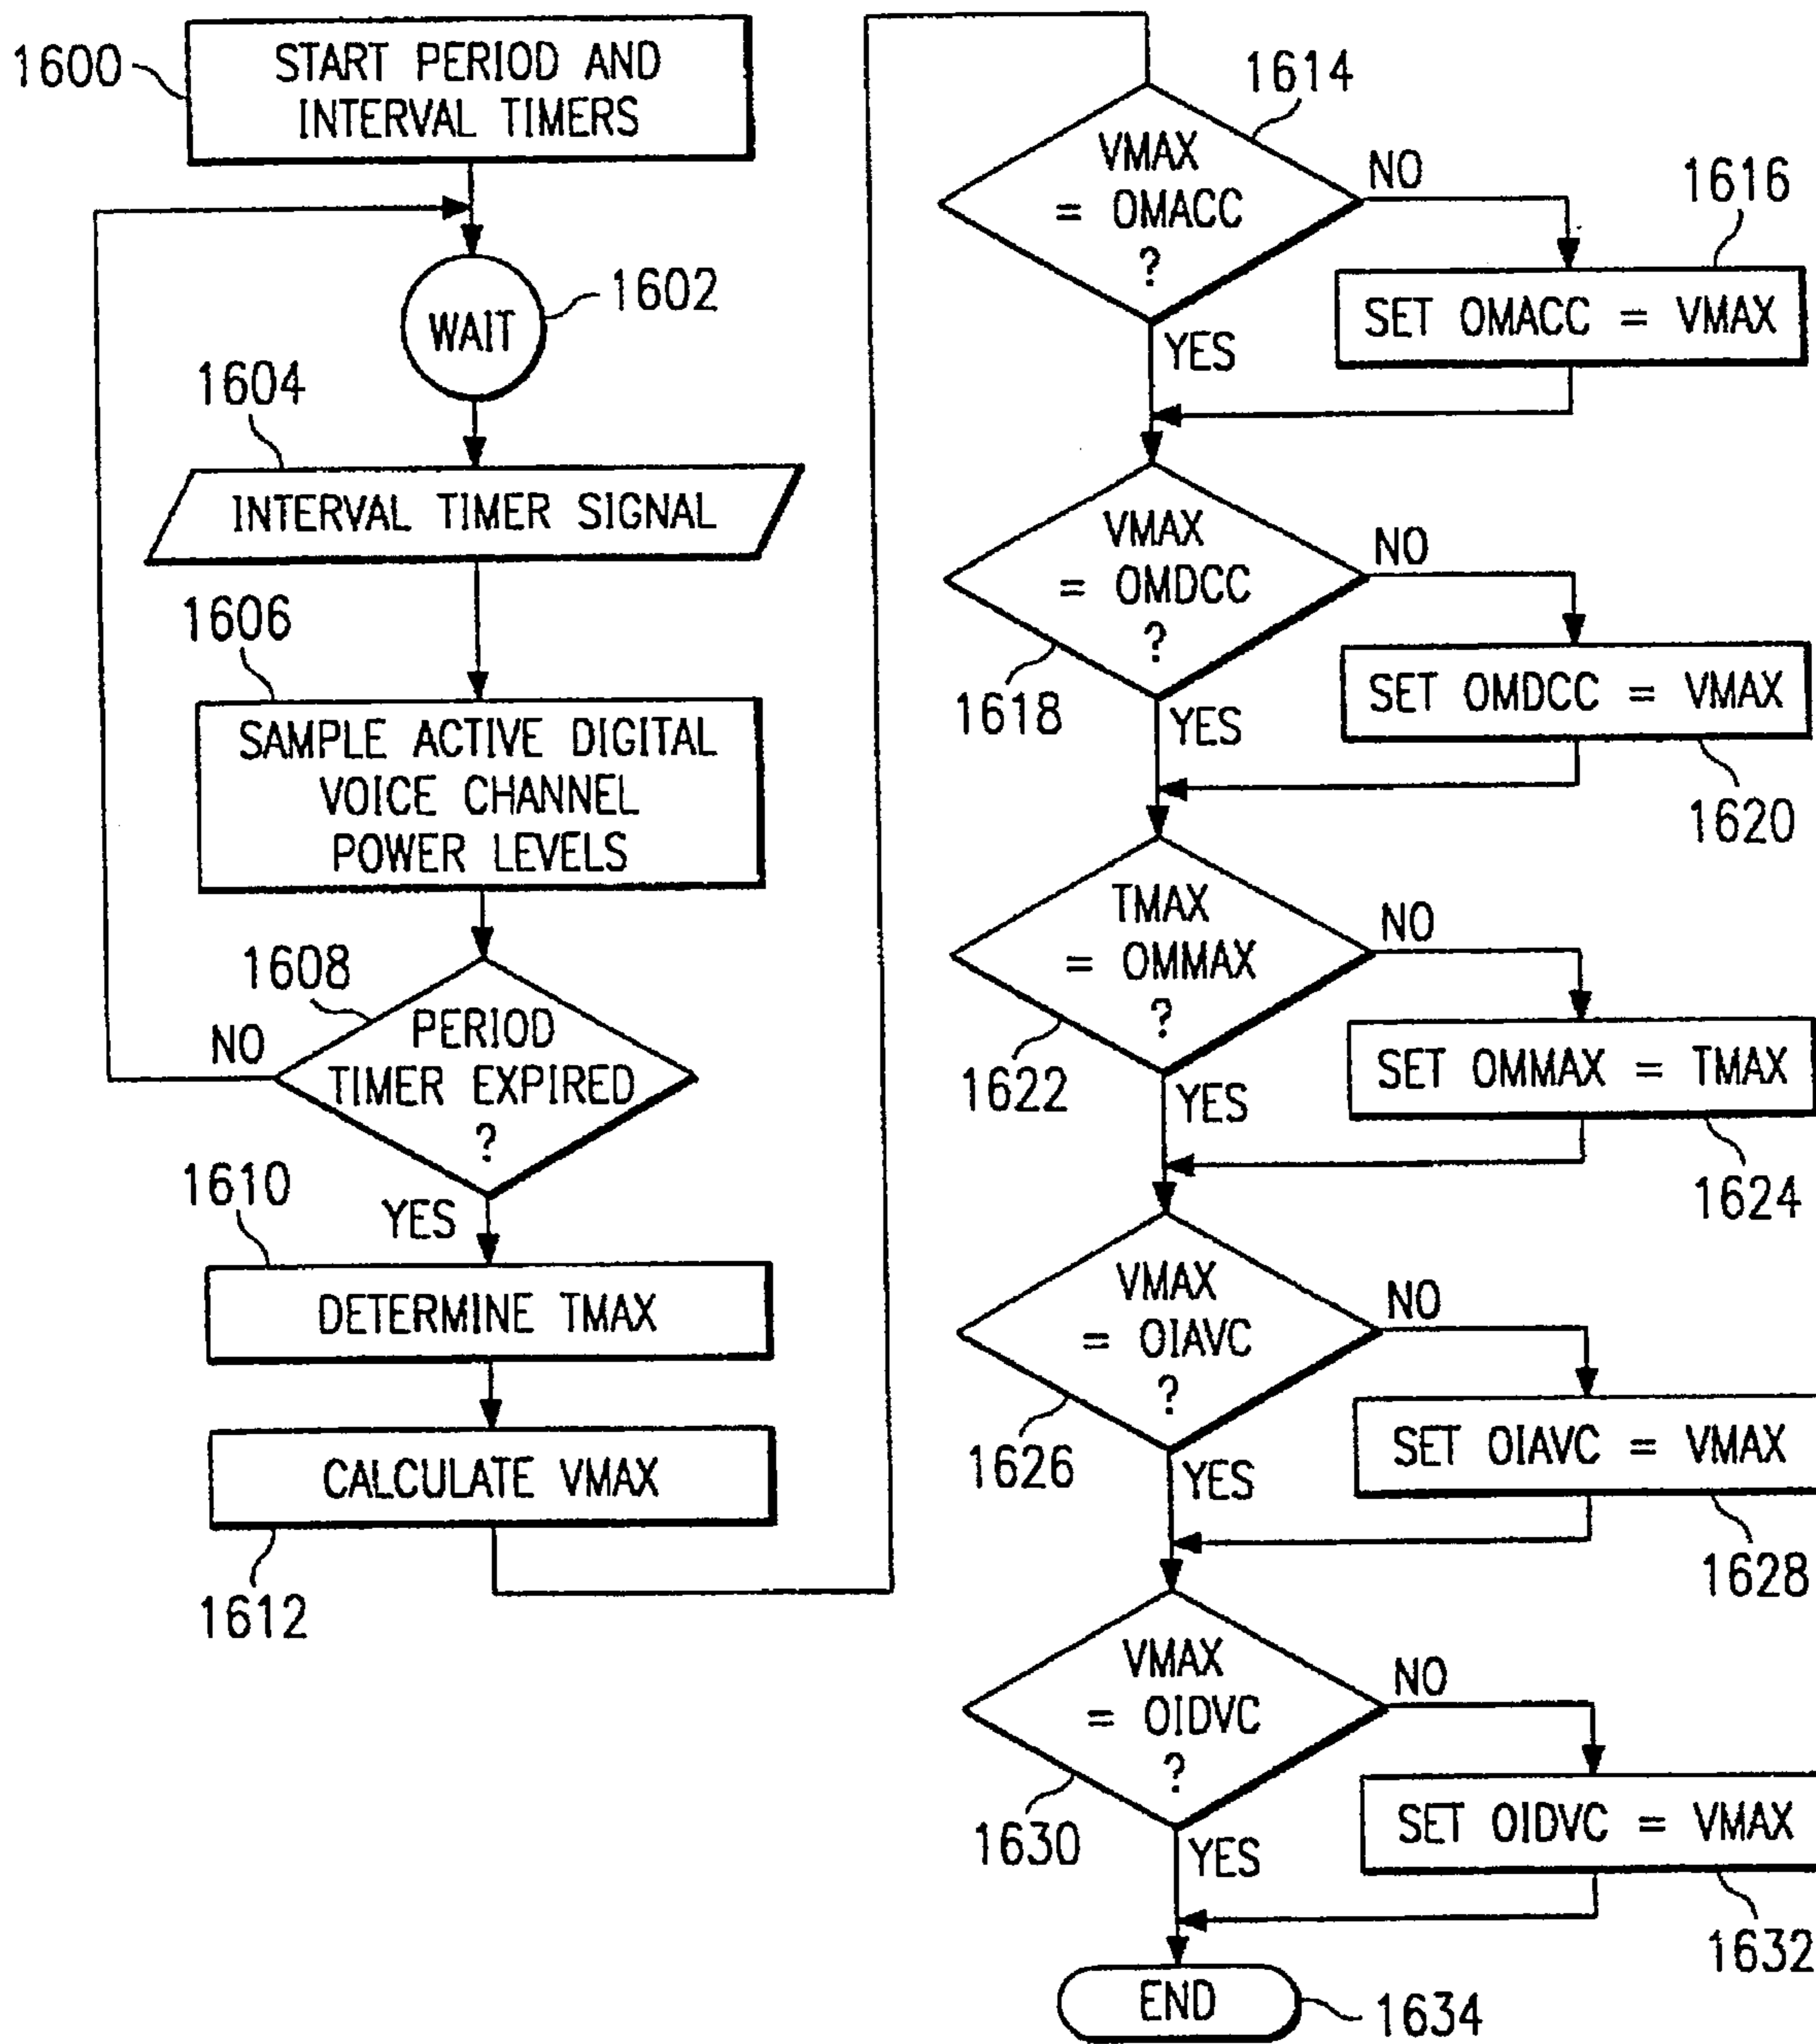 1600
START PERIOD AND
INTERVAL TIMERS
WAIT
1602
1604
INTERVAL TIMER SIGNAL
1606
SAMPLE ACTIVE DIGITAL
VOICE CHANNEL
POWER LEVELS
1608
PERIOD
TIMER EXPIRED
?
NO
YES
1610
DETERMINE TMAX
CALCULATE VMAX
1612
1614
VMAX
= OMACC
?
NO
YES
1616
SET OMACC = VMAX
VMAX
= OMDCC
?
NO
YES
1618
SET OMDCC = VMAX
1620
TMAX
= OMMAX
?
NO
YES
1622
SET OMMAX = TMAX
1624
VMAX
= OIAVC
?
NO
YES
1626
SET OIAVC = VMAX
1628
VMAX
= OIDVC
?
NO
YES
1630
SET OIDVC = VMAX
1632
END
1634